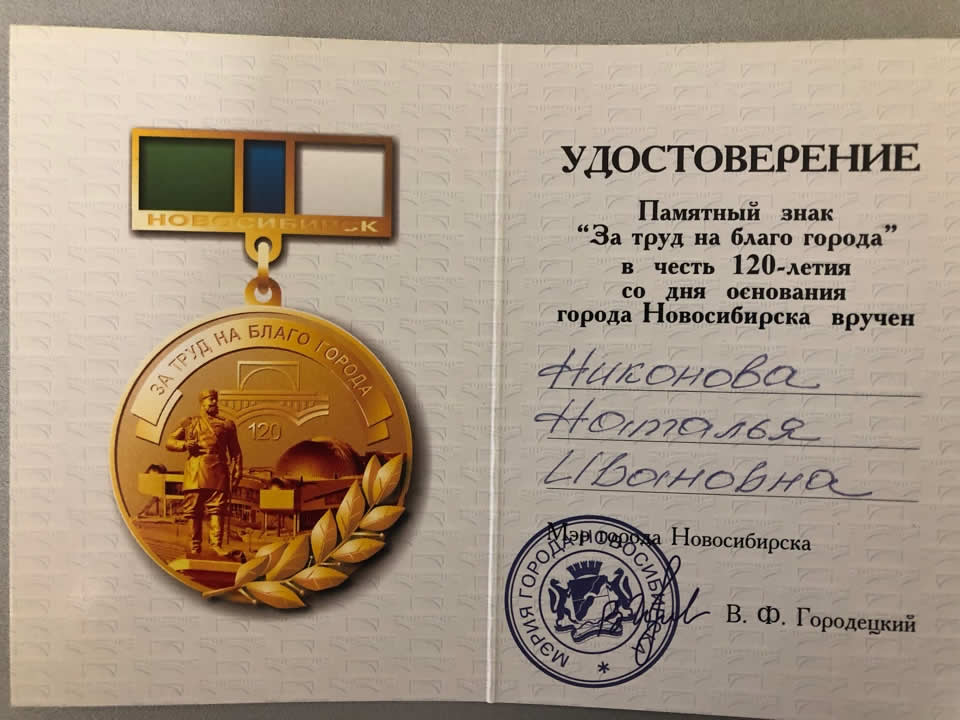 НОВОСИБИРСК
ЗА ТРУД НА БЛАГО ГОРОДА
120
УДОСТОВЕРЕНИЕ
Памятный знак
“За труд на благо города”
в честь 120-летия
со дня основания
города Новосибирска вручен
Никонова
Наталья
Ивановна
Мэр города Новосибирска
МЭРИЯ ГОРОДА НОВОСИБИРСКА *
В. Ф. Городецкий